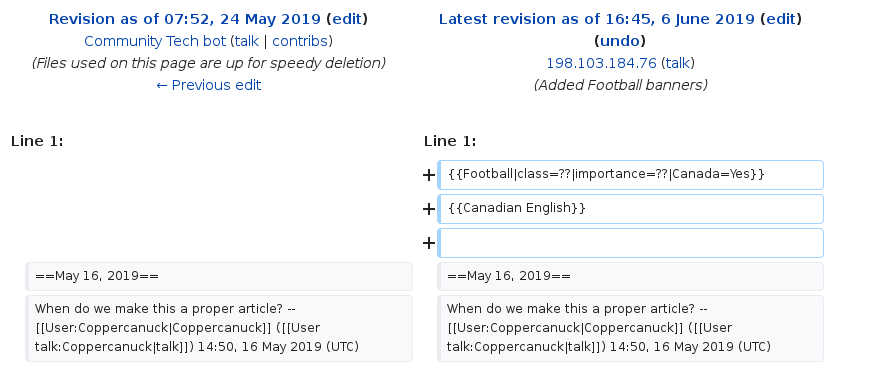 Revision as of 07:52, 24 May 2019 (edit)
Community Tech bot (talk | contribs)
(Files used on this page are up for speedy deletion)
← Previous edit
Latest revision as of 16:45, 6 June 2019 (edit)
(undo)
198.103.184.76 (talk)
(Added Football banners)
Line 1:
Line 1:
+ {{Football|class=??|importance=??|Canada=Yes}}
+ {{Canadian English}}
+
==May 16, 2019==
==May 16, 2019==
When do we make this a proper article? --
[[User:Coppercanuck|Coppercanuck]] ([[User
talk:Coppercanuck|talk]]) 14:50, 16 May 2019 (UTC)
When do we make this a proper article? --
[[User:Coppercanuck|Coppercanuck]] ([[User
talk:Coppercanuck|talk]]) 14:50, 16 May 2019 (UTC)